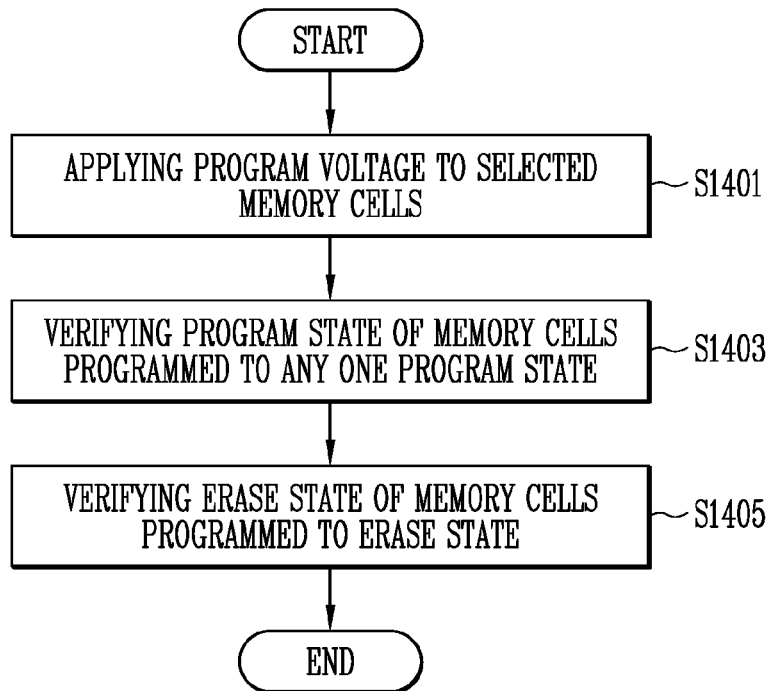 START
APPLYING PROGRAM VOLTAGE TO SELECTED
MEMORY CELLS
S1401
VERIFYING PROGRAM STATE OF MEMORY CELLS
PROGRAMMED TO ANY ONE PROGRAM STATE
S1403
VERIFYING ERASE STATE OF MEMORY CELLS
PROGRAMMED TO ERASE STATE
S1405
END